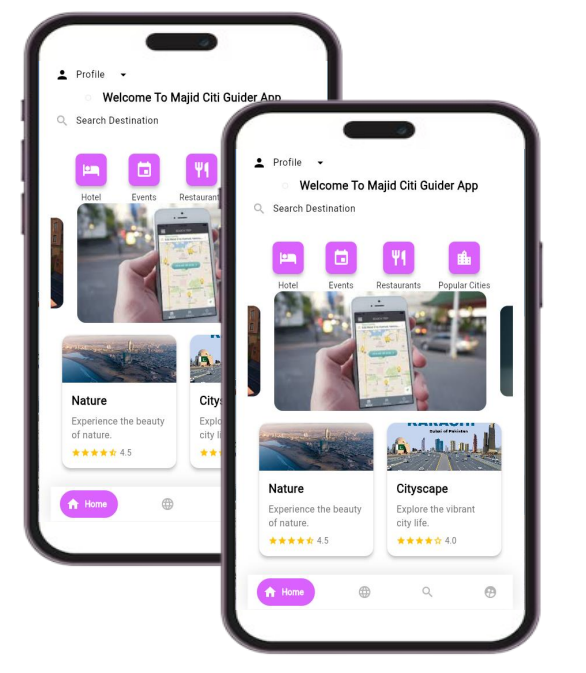 Profile
Welcome To Majid Citi Guider App
Search Destination
Hotel
Events
Restaurant
Nature
Experience the beauty
of nature.
4.5
Citys
Explo
city li
Home
Profile
Welcome To Majid Citi Guider App
Search Destination
Hotel
Events
Restaurants
Popular Cities
Nature
Experience the beauty
of nature.
4.5
KARACHI
Dubai of Pakistan
Cityscape
Explore the vibrant
city life.
4.0
Home